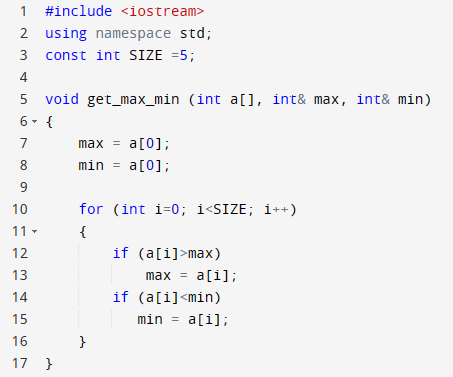 1 #include <iostream>
2 using namespace std;
3 const int SIZE =5;
4
5 void get_max_min (int a[], int& max, int& min)
6 {
7     max = a[0];
8     min = a[0];
9
10     for (int i=0; i<SIZE; i++)
11     {
12         if (a[i]>max)
13             max = a[i];
14         if (a[i]<min)
15            min = a[i];
16     }
17 }